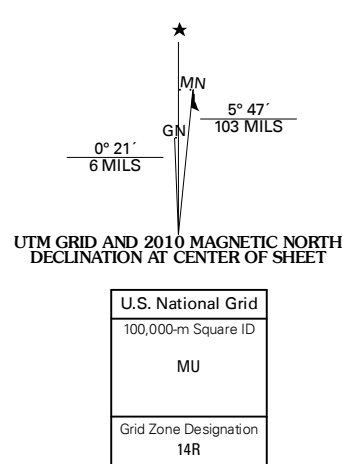 ★
MN
5° 47´
103 MILS
GN
0° 21´
6 MILS
UTM GRID AND 2010 MAGNETIC NORTH
DECLINATION AT CENTER OF SHEET
U.S. National Grid
100,000-m Square ID
MU
Grid Zone Designation
14R